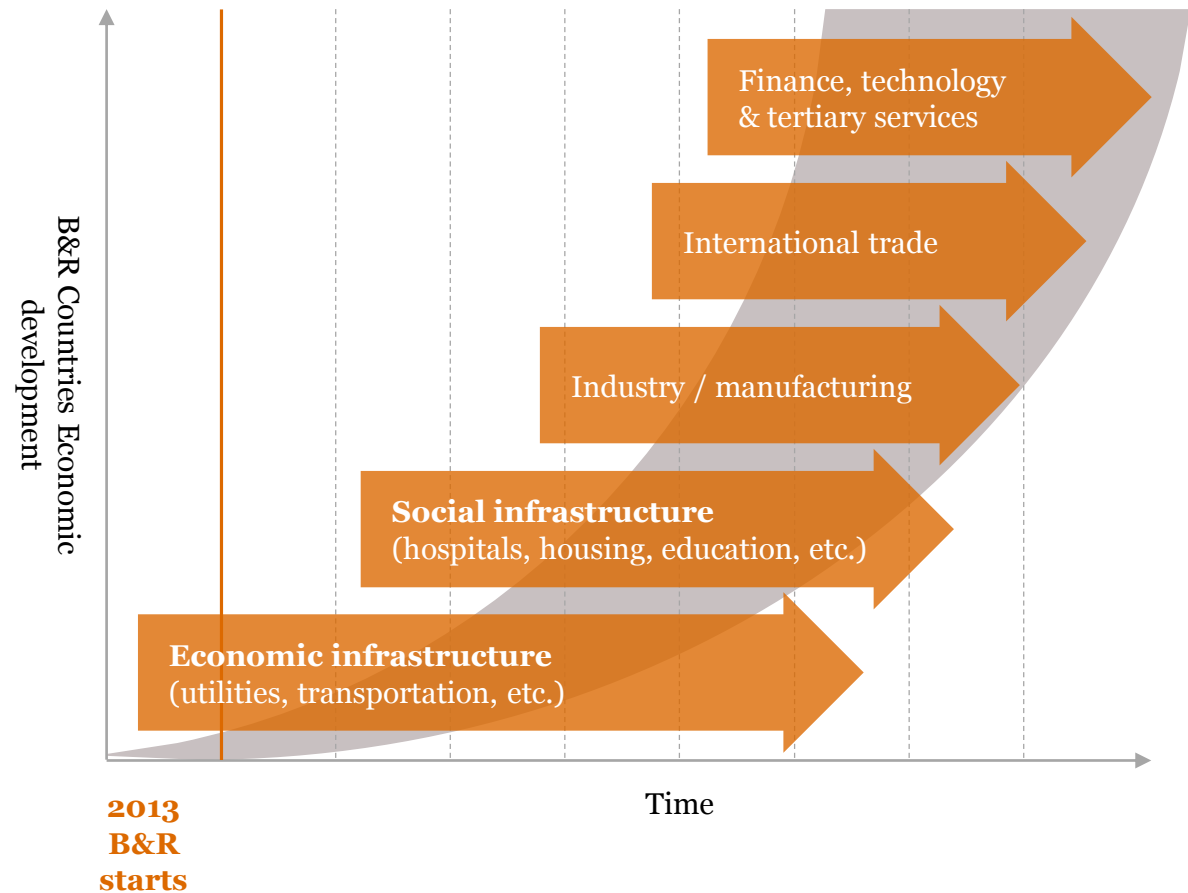 Finance, technology
& tertiary services
International trade
Industry / manufacturing
Social infrastructure
(hospitals, housing, education, etc.)
Economic infrastructure
(utilities, transportation, etc.)
B&R Countries Economic
development
Time
2013
B&R
starts